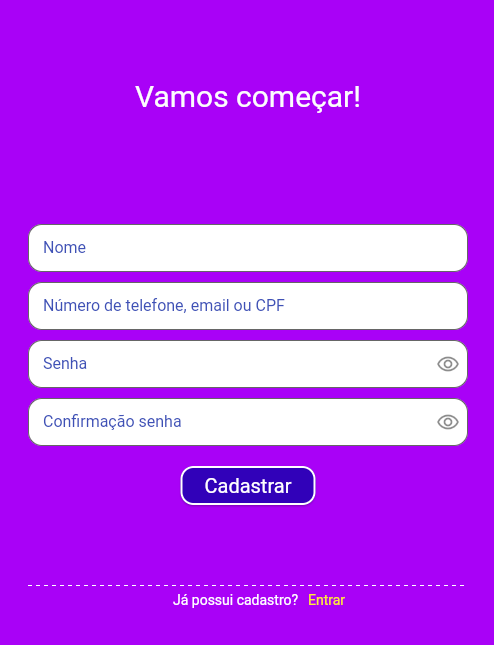 Vamos começar!
Nome
Número de telefone, email ou CPF
Senha
Confirmação senha
Cadastrar
Já possui cadastro? Entrar